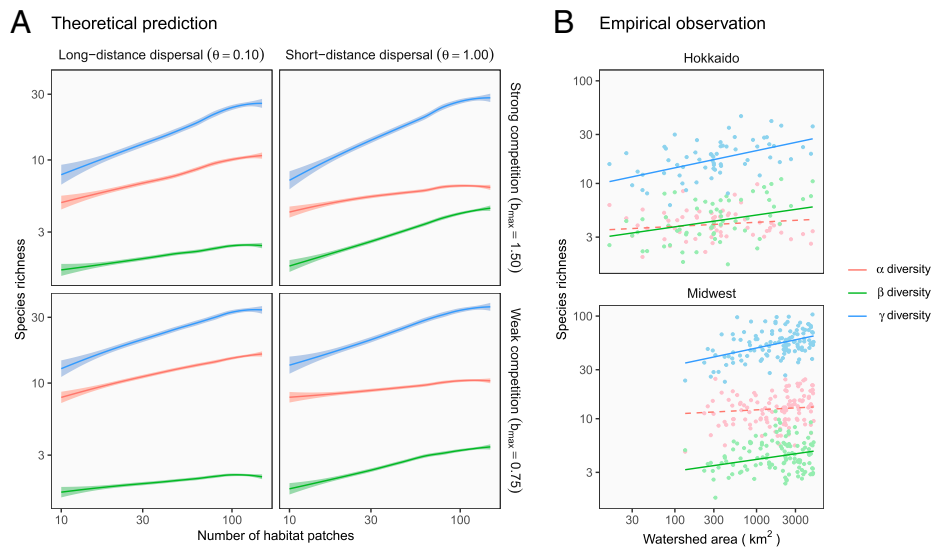 A Theoretical prediction
Long−distance dispersal (θ = 0.10)
Short−distance dispersal (θ = 1.00)
Species richness
30
10
3
Strong competition (bmax = 1.50)
30
10
3
Weak competition (bmax = 0.75)
10 30 100 10 30 100
Number of habitat patches
B Empirical observation
Hokkaido
Species richness
100
30
10
3
Midwest
100
30
10
3
30 100 300 1000 3000
Watershed area ( km2 )
α diversity
β diversity
γ diversity